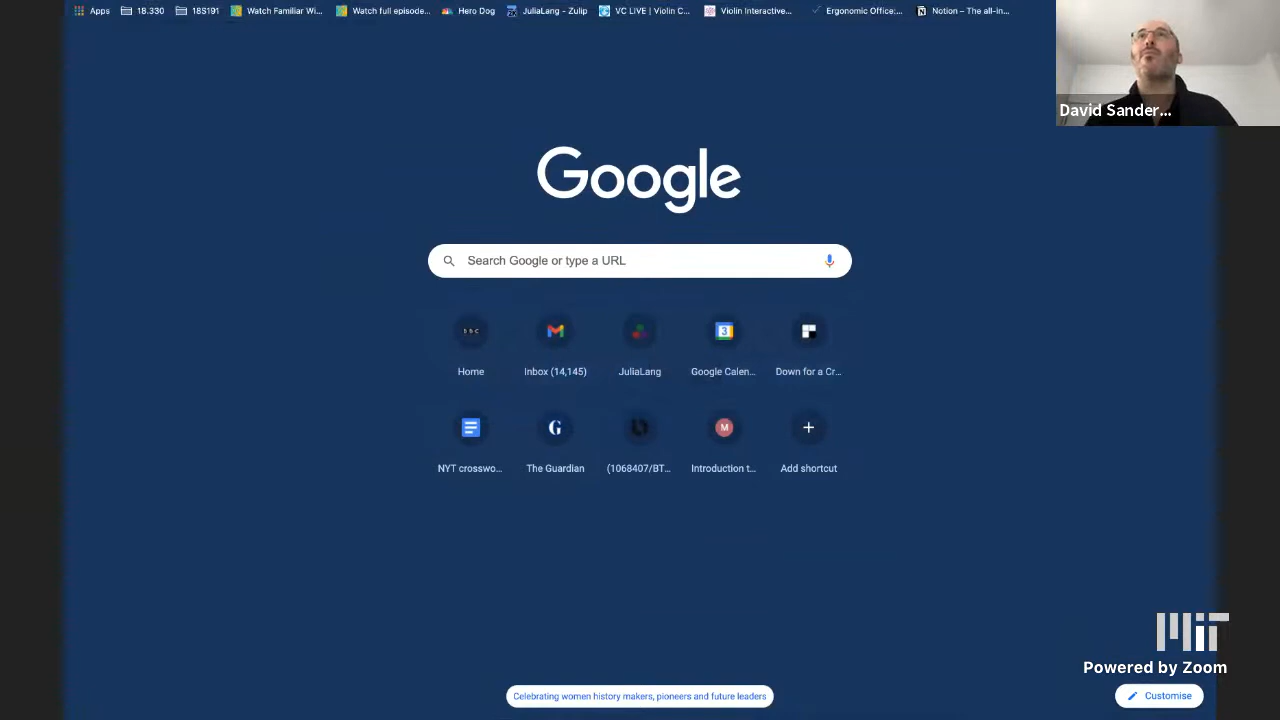 Apps 18.330 18S191 Watch Familiar Wi... Watch full episode... Hero Dog JuliaLang - Zulip VC LIVE | Violin C... Violin Interactive... Ergonomic Office:... Notion – The all-in...
David Sander...
Google
Search Google or type a URL
DSC
3
Home Inbox (14,145) JuliaLang Google Calen... Down for a Cr...
G M
NYT crosswo... The Guardian (1068407/BT... Introduction t... Add shortcut
MIT
Powered by Zoom
Celebrating women history makers, pioneers and future leaders
Customise